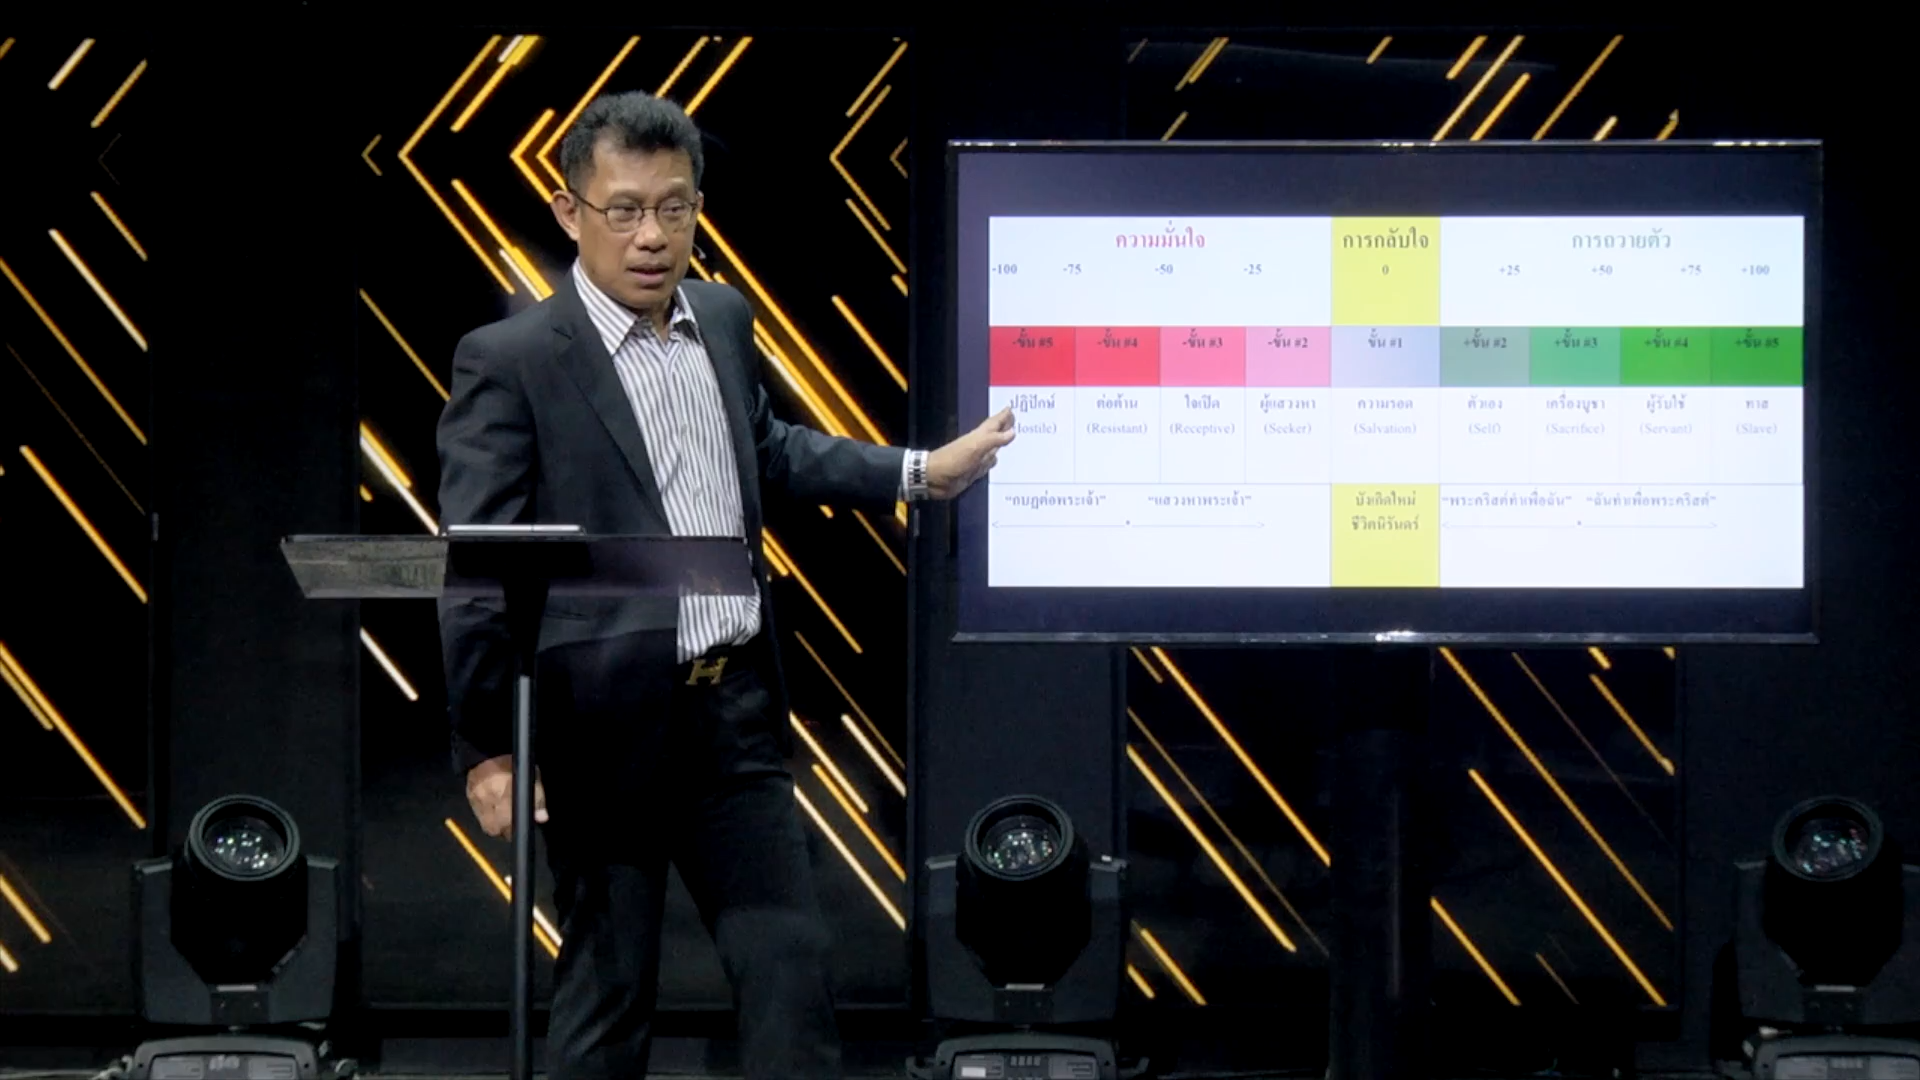 ความมั่นใจ การกลับใจ การถวายตัว
-100 -75 -50 -25 0 +25 +50 +75 +100
-ขั้น #5 -ขั้น #4 -ขั้น #3 -ขั้น #2 ขั้น #1 +ขั้น #2 +ขั้น #3 +ขั้น #4 +ขั้น #5
ปฏิปักษ์ ต่อต้าน ใจเปิด ผู้แสวงหา ความรอด ตัวเอง เครื่องบูชา ผู้รับใช้ ทาส
(Resistant) (Receptive) (Seeker) (Salvation) (Self) (Sacrifice) (Servant) (Slave)
“กบฏต่อพระเจ้า” “แสวงหาพระเจ้า” บังเกิดใหม่ “พระคริสต์ทำเพื่อฉัน” “ฉันทำเพื่อพระคริสต์”
ชีวิตนิรันดร์